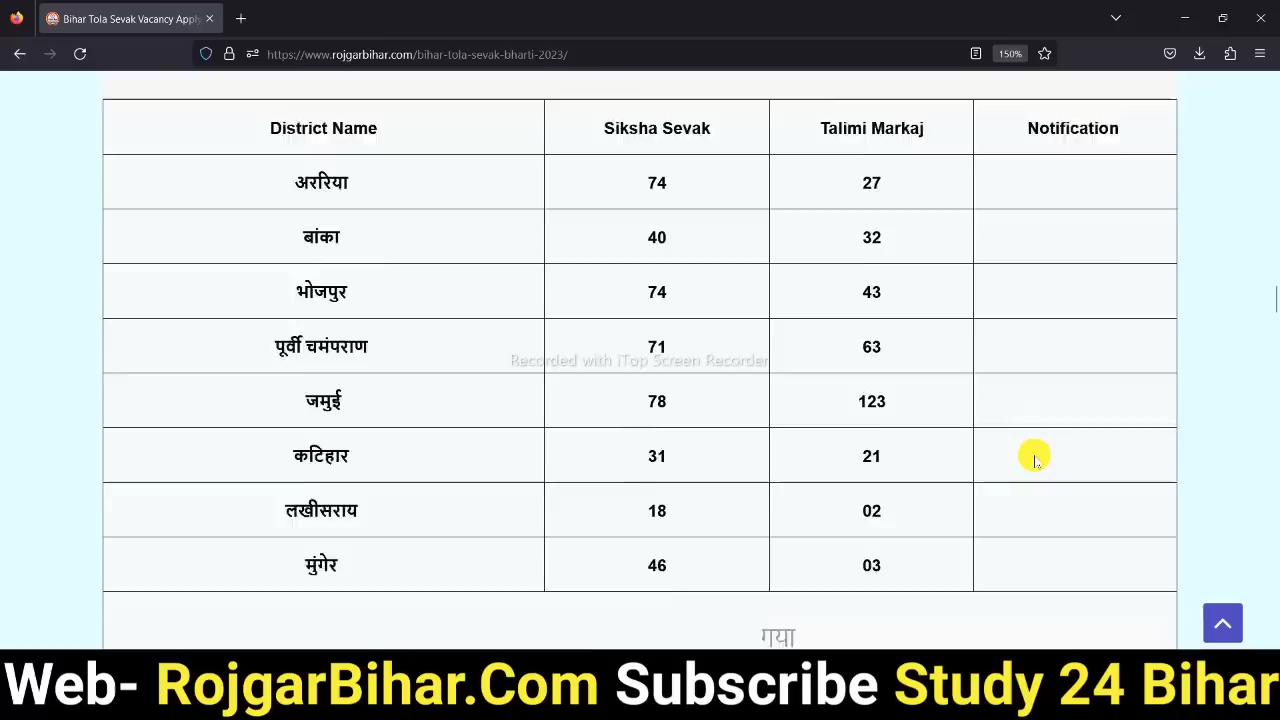 Bihar Tola Sevak Vacancy Apply
https://www.rojgarbihar.com/bihar-tola-sevak-bharti-2023/ 150%
District Name Siksha Sevak Talimi Markaj Notification
अररिया 74 27
बांका 40 32
भोजपुर 74 43
पूर्वी चमंपराण 71 63
Recorded with iTop Screen Recorder
जमुई 78 123
कटिहार 31 21
लखीसराय 18 02
मुंगेर 46 03
गया
Web- RojgarBihar.Com Subscribe Study 24 Bihar